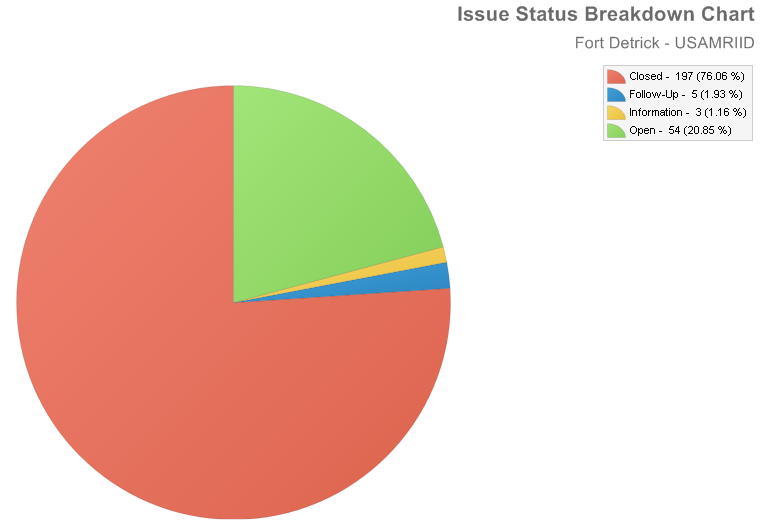 Issue Status Breakdown Chart
Fort Detrick - USAMRIID
Closed - 197 (76.06 %)
Follow-Up - 5 (1.93 %)
Information - 3 (1.16 %)
Open - 54 (20.85 %)